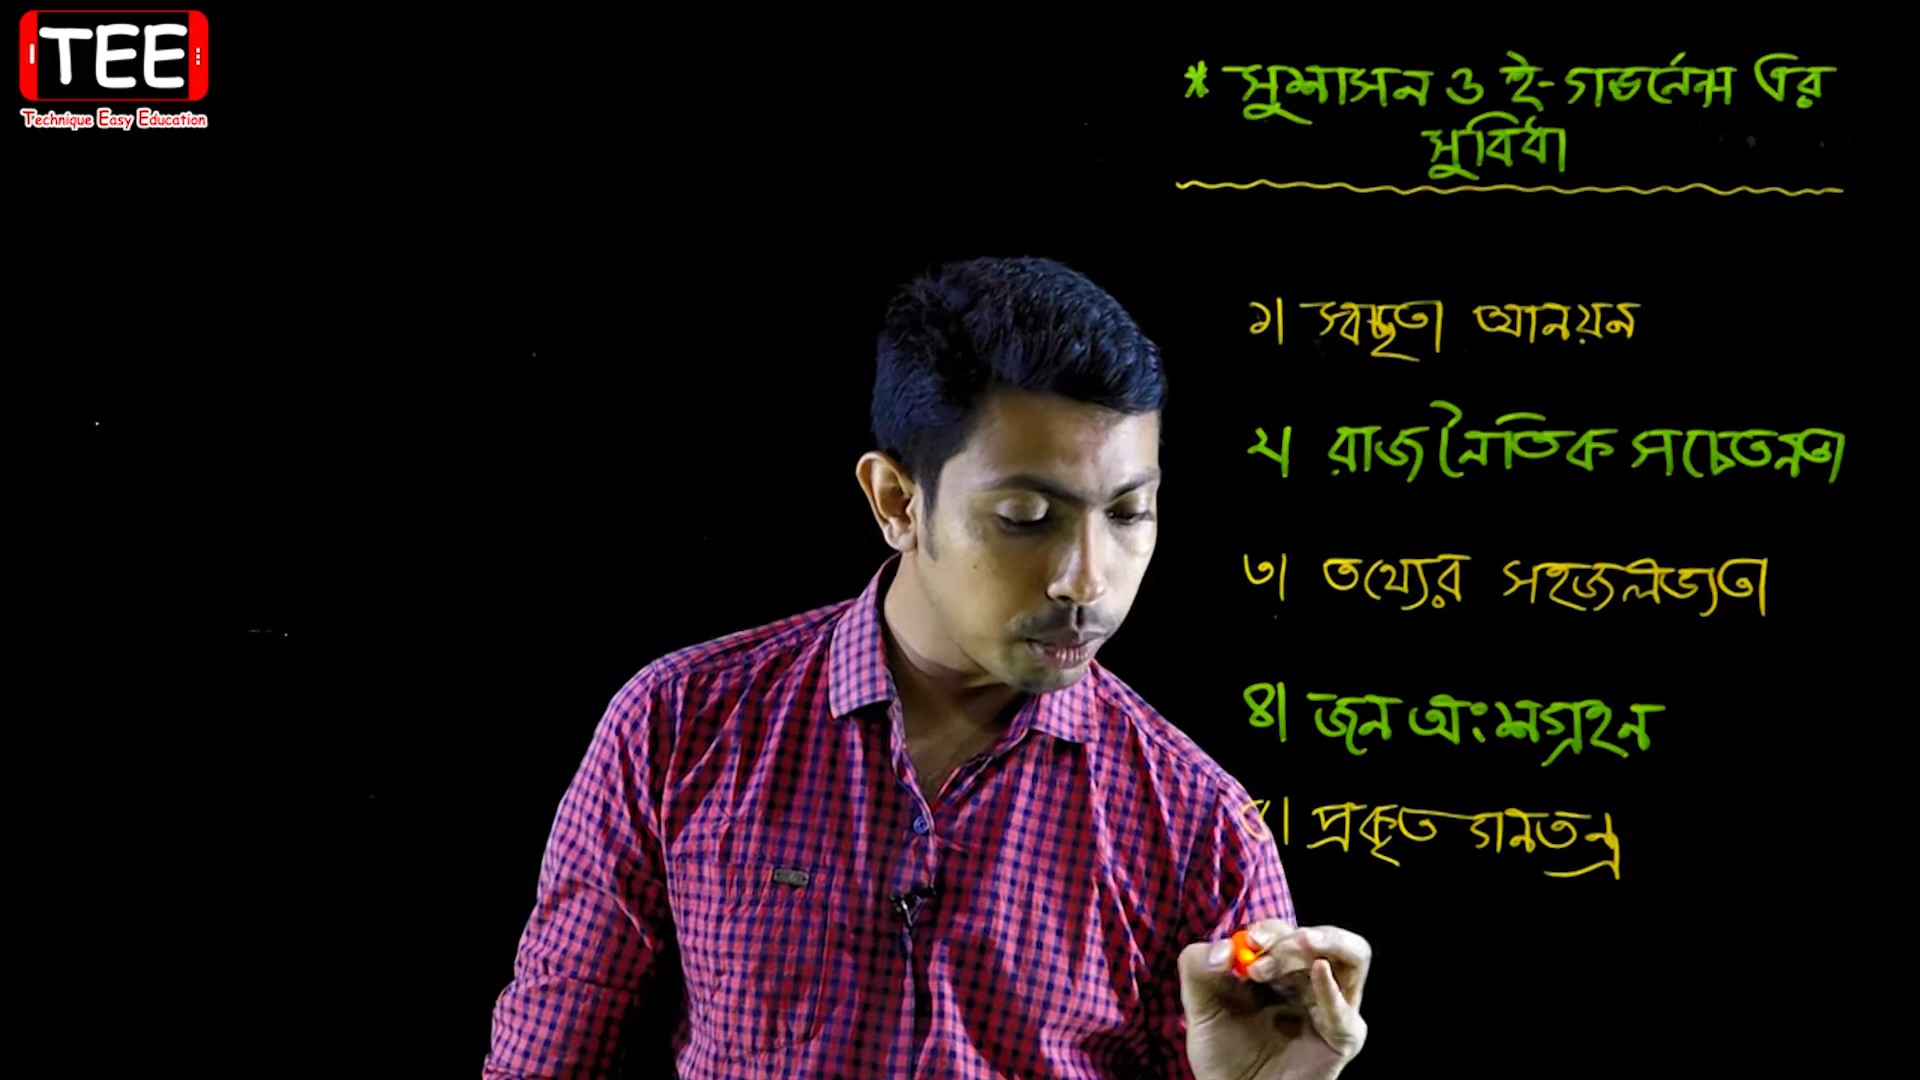 TEE
Technique Easy Education
* সুশাসন ও ই-গভর্নেন্স এর
সুবিধা
১। স্বচ্ছতা আনয়ন
২। রাজনৈতিক সচেতনতা
৩। তথ্যের সহজলভ্যতা
৪। জন অংশগ্রহন
৫। প্রকৃত গনতন্ত্র